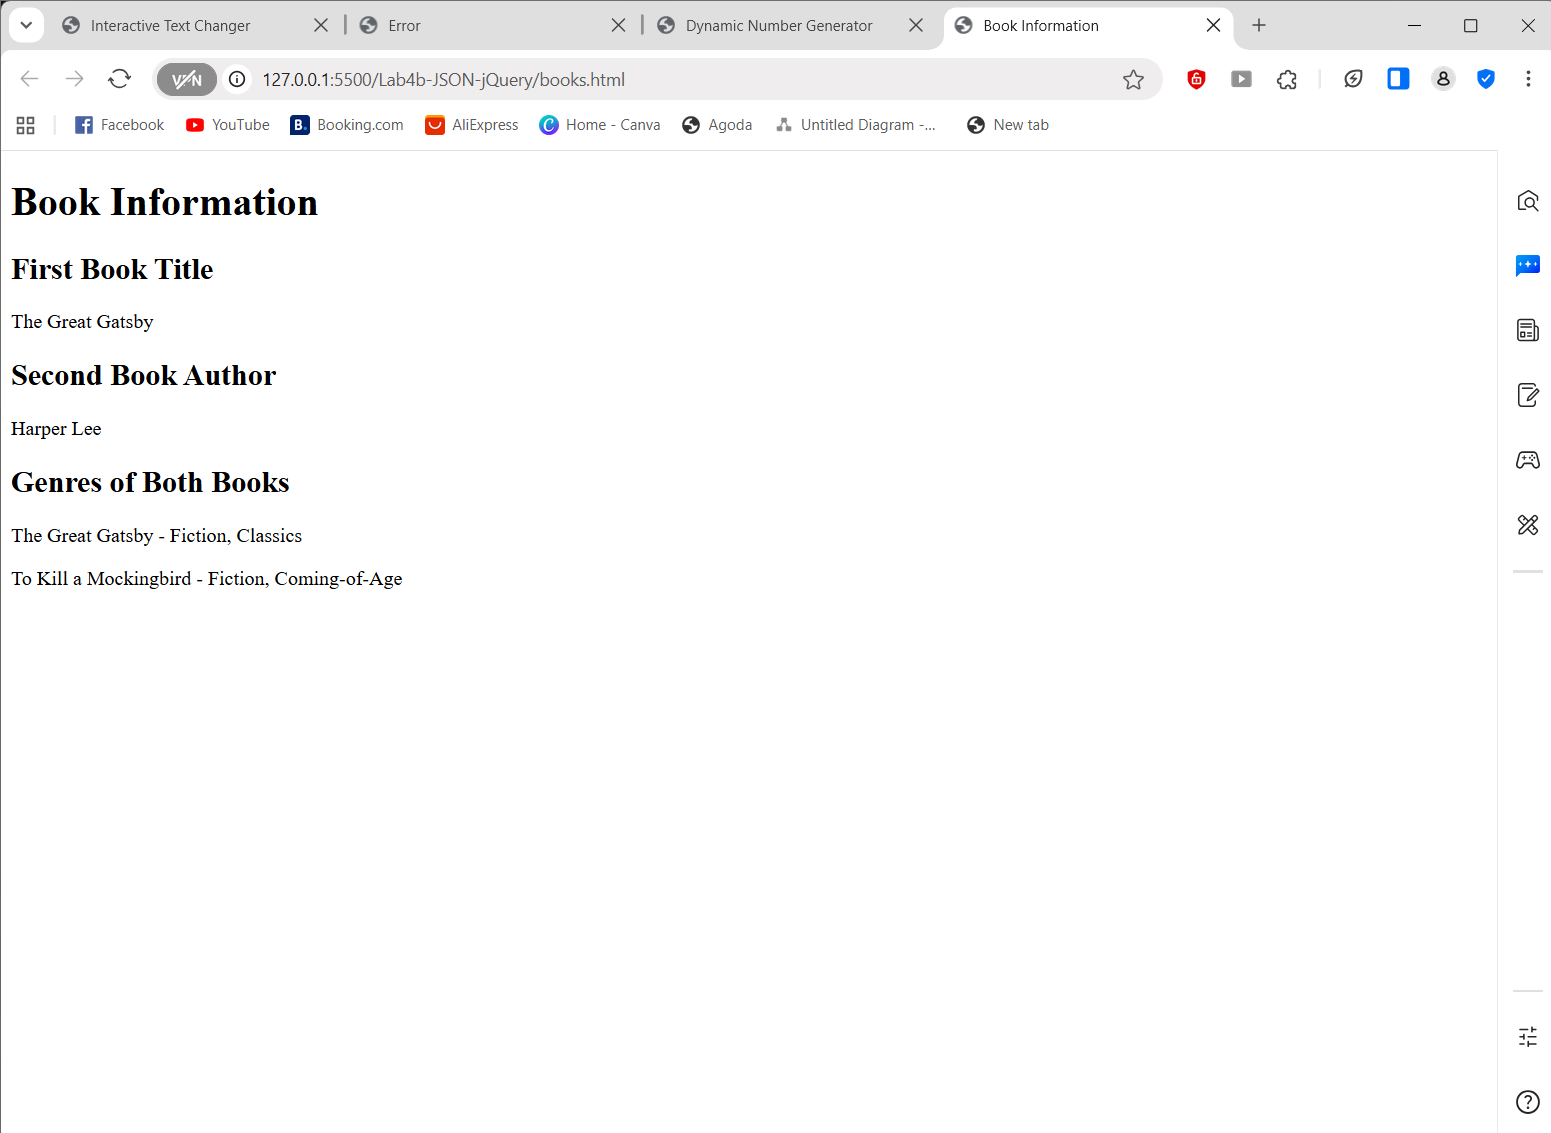 Interactive Text Changer
Error
Dynamic Number Generator
Book Information
VPN
127.0.0.1:5500/Lab4b-JSON-jQuery/books.html
Facebook
YouTube
B.
Booking.com
AliExpress
C
Home - Canva
Agoda
Untitled Diagram -...
New tab
Book Information
First Book Title
The Great Gatsby
Second Book Author
Harper Lee
Genres of Both Books
The Great Gatsby - Fiction, Classics
To Kill a Mockingbird - Fiction, Coming-of-Age